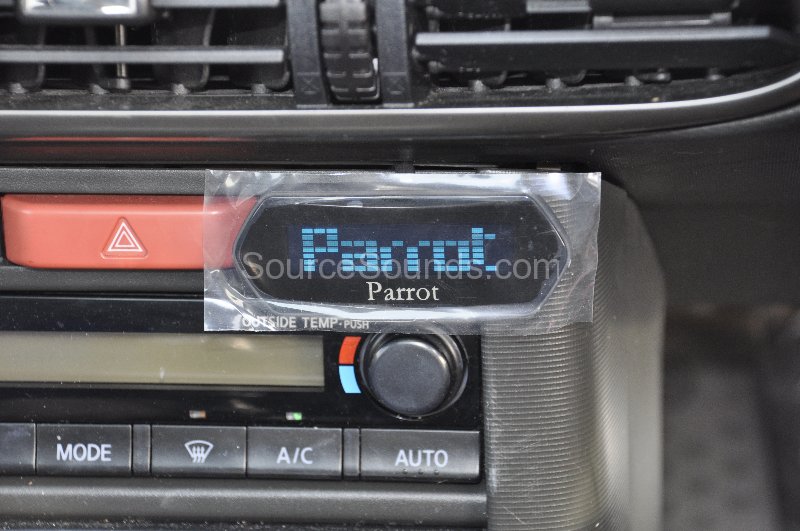 Parrot
SourceSounds.com
Parrot
OUTSIDE TEMP-PUSH
MODE
A/C
AUTO